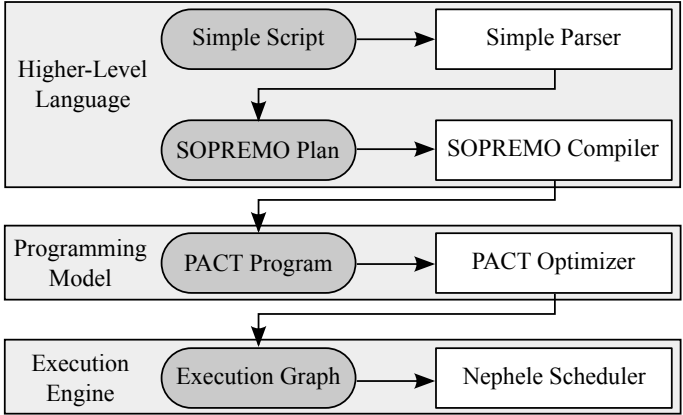 Simple Script
Simple Parser
Higher-Level
Language
SOPREMO Plan
SOPREMO Compiler
Programming
Model
PACT Program
PACT Optimizer
Execution
Engine
Execution Graph
Nephele Scheduler